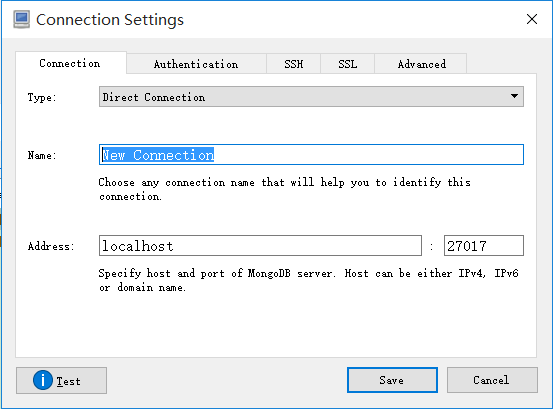 Connection Settings
Connection Authentication SSH SSL Advanced
Type: Direct Connection
Name: New Connection
Choose any connection name that will help you to identify this
connection.
Address: localhost : 27017
Specify host and port of MongoDB server. Host can be either IPv4, IPv6
or domain name.
Test Save Cancel